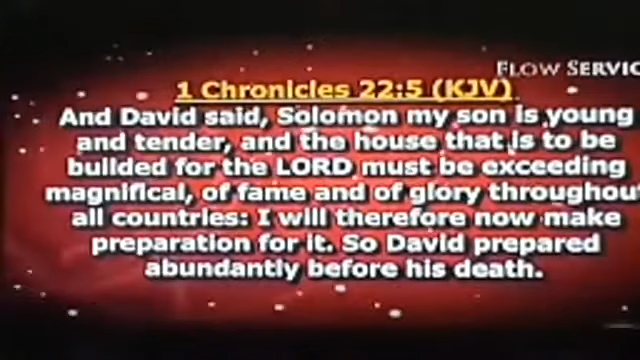 FLOW SERVIC
1 Chronicles 22:5 (KJV)
And David said, Solomon my son is young
and tender, and the house that is to be
builded for the LORD must be exceeding
magnifical, of fame and of glory throughout
all countries: I will therefore now make
preparation for it. So David prepared
abundantly before his death.